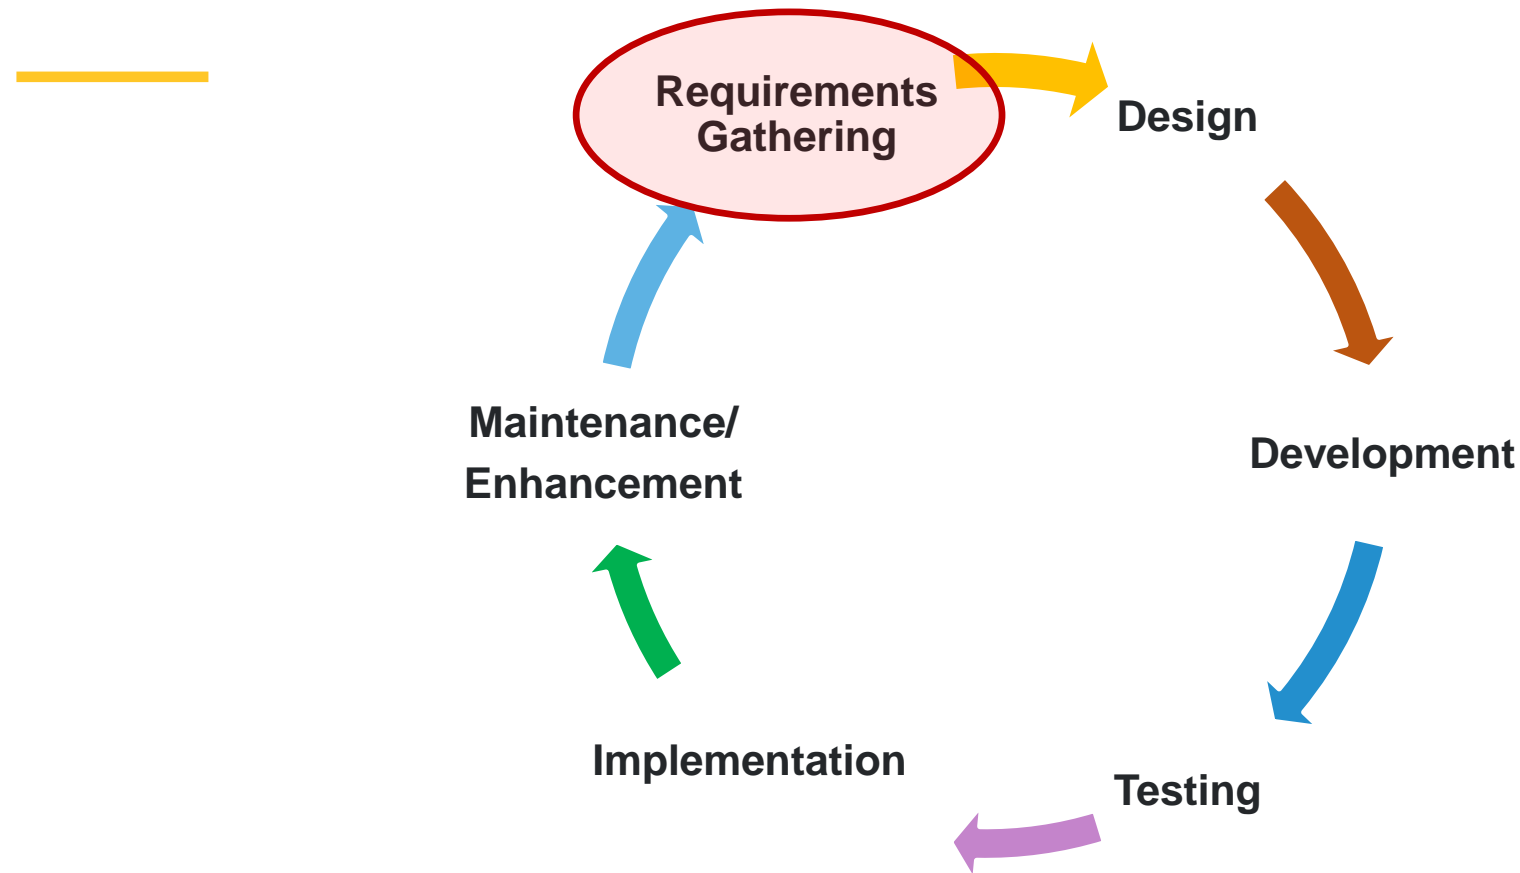 Requirements
Gathering
Design
Development
Testing
Implementation
Maintenance/
Enhancement